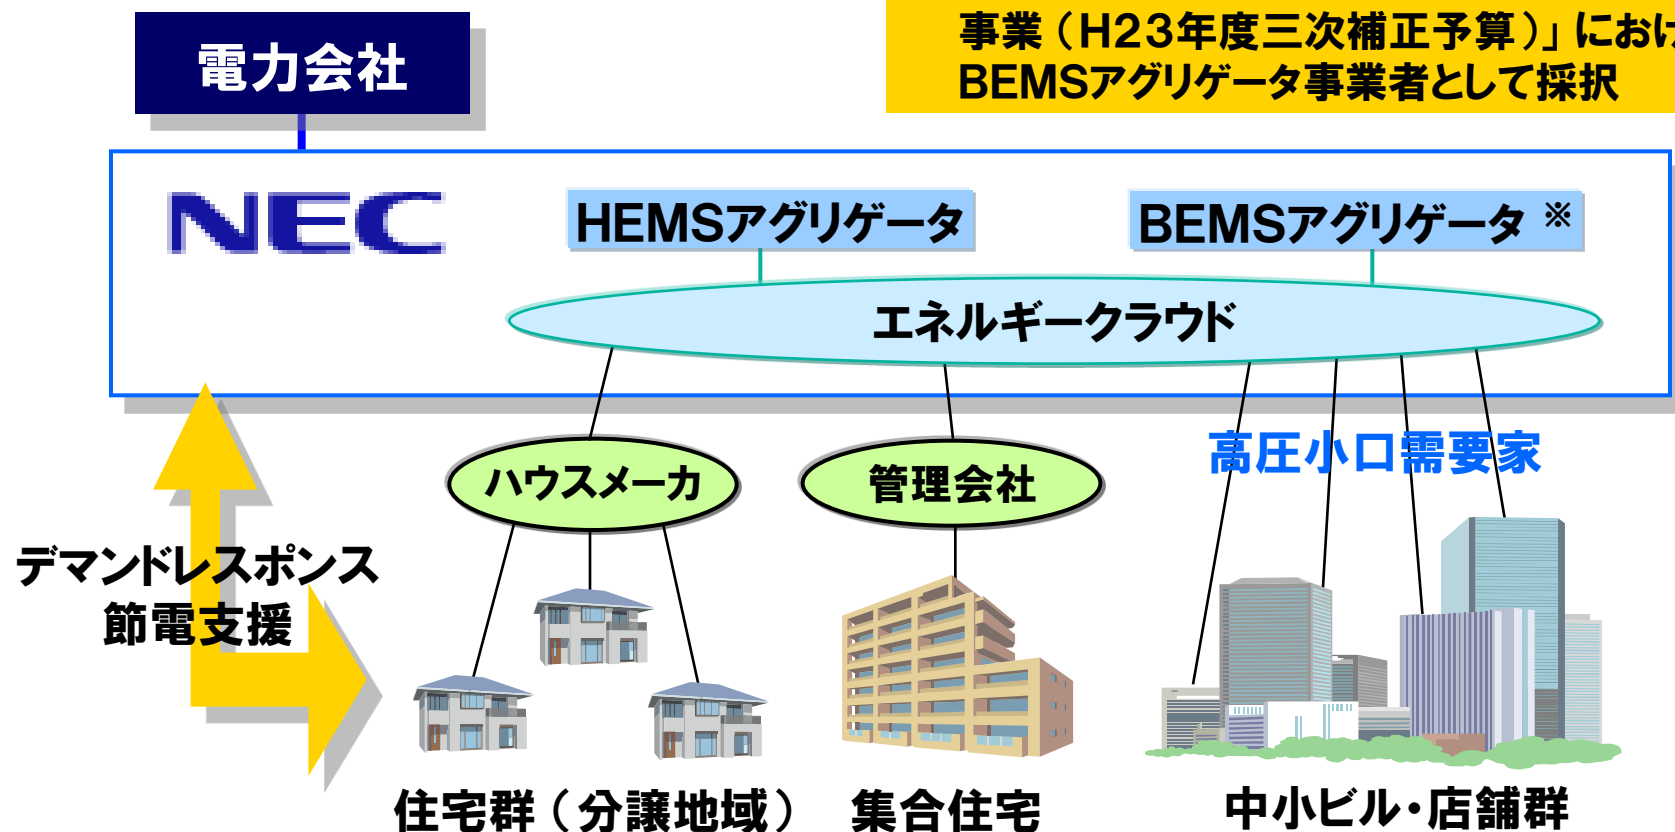 事業（H23年度三次補正予算）」におけ
BEMSアグリゲータ事業者として採択
電力会社
NEC
HEMSアグリゲータ
BEMSアグリゲータ ※
エネルギークラウド
高圧小口需要家
ハウスメーカ
管理会社
デマンドレスポンス
節電支援
住宅群（分譲地域）
集合住宅
中小ビル・店舗群